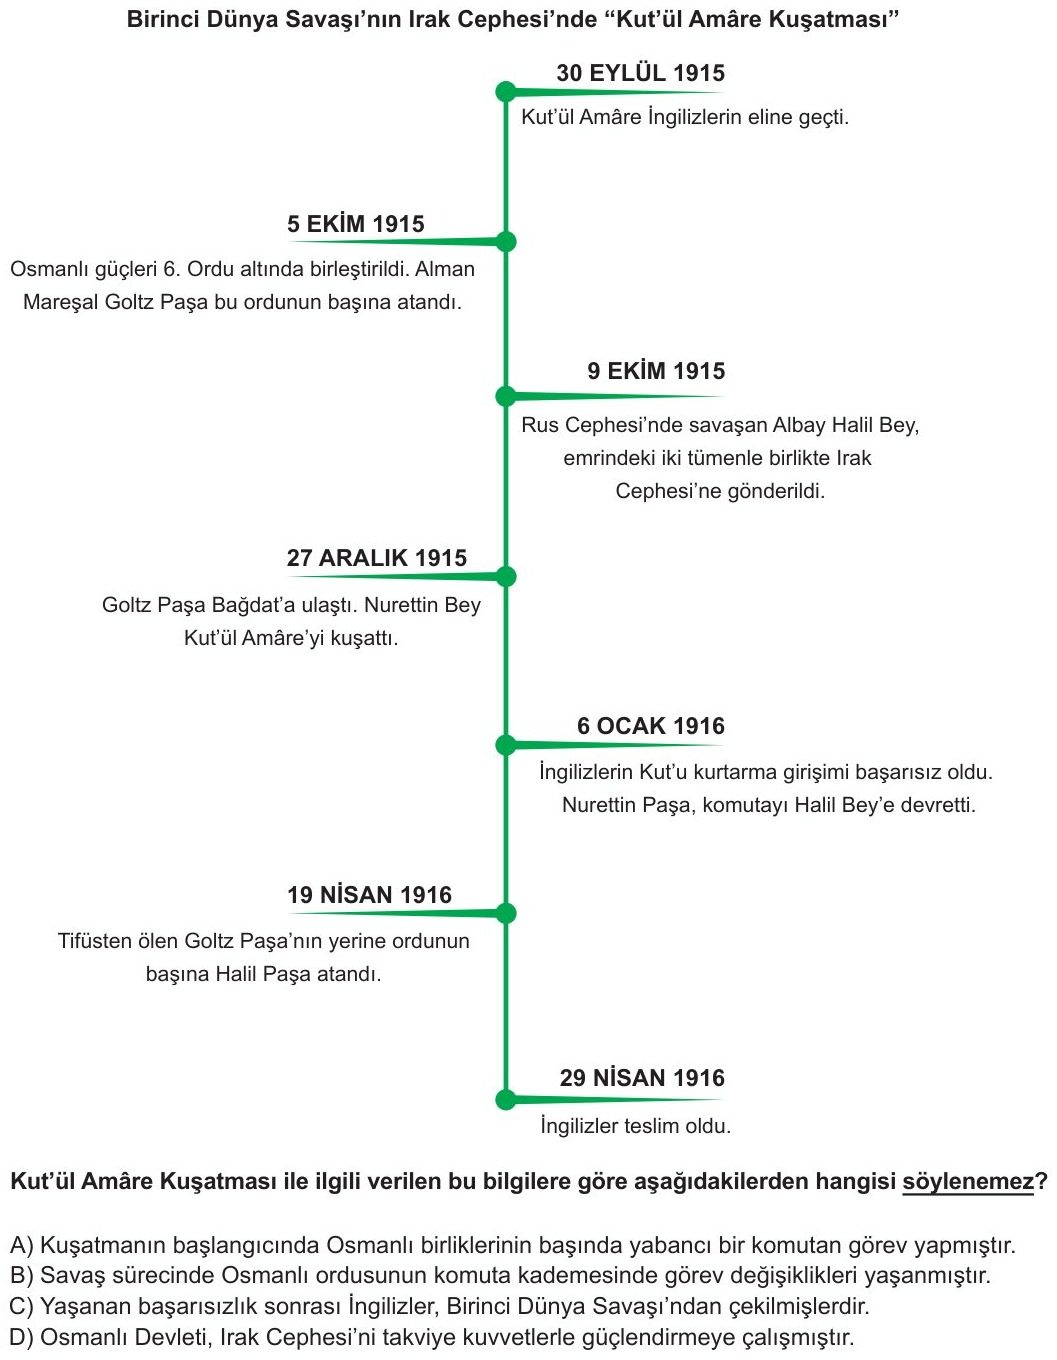 Birinci Dünya Savaşı’nın Irak Cephesi’nde “Kut’ül Amâre Kuşatması”
30 EYLÜL 1915
Kut’ül Amâre İngilizlerin eline geçti.
5 EKİM 1915
Osmanlı güçleri 6. Ordu altında birleştirildi. Alman
Mareşal Goltz Paşa bu ordunun başına atandı.
9 EKİM 1915
Rus Cephesi’nde savaşan Albay Halil Bey,
emrindeki iki tümenle birlikte Irak
Cephesi’ne gönderildi.
27 ARALIK 1915
Goltz Paşa Bağdat’a ulaştı. Nurettin Bey
Kut’ül Amâre’yi kuşattı.
6 OCAK 1916
İngilizlerin Kut’u kurtarma girişimi başarısız oldu.
Nurettin Paşa, komutayı Halil Bey’e devretti.
19 NİSAN 1916
Tifüsten ölen Goltz Paşa’nın yerine ordunun
başına Halil Paşa atandı.
29 NİSAN 1916
İngilizler teslim oldu.
Kut’ül Amâre Kuşatması ile ilgili verilen bu bilgilere göre aşağıdakilerden hangisi söylenemez?
A) Kuşatmanın başlangıcında Osmanlı birliklerinin başında yabancı bir komutan görev yapmıştır.
B) Savaş sürecinde Osmanlı ordusunun komuta kademesinde görev değişiklikleri yaşanmıştır.
C) Yaşanan başarısızlık sonrası İngilizler, Birinci Dünya Savaşı’ndan çekilmişlerdir.
D) Osmanlı Devleti, Irak Cephesi’ni takviye kuvvetlerle güçlendirmeye çalışmıştır.